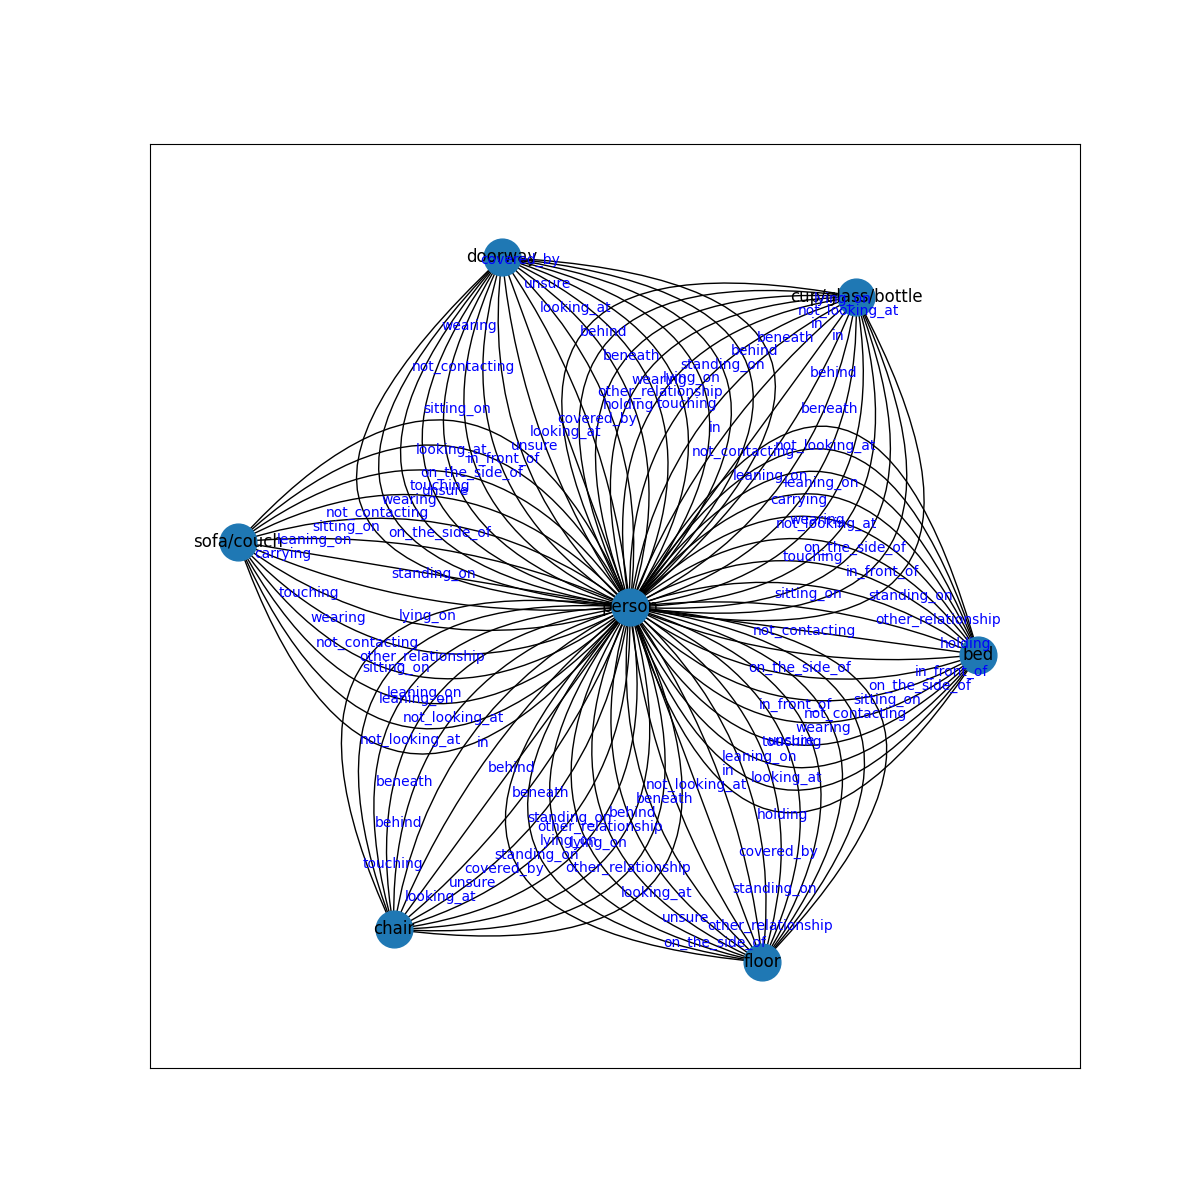 doorway
covered_by
unsure
cup/glass/bottle
lying_on
not_looking_at
looking_at
in
wearing
behind
beneath
in
beneath
behind
not_contacting
standing_on
behind
wearing
lying_on
other_relationship
sitting_on
holding
touching
beneath
covered_by
in
looking_at
unsure
not_looking_at
looking_at
in_front_of
not_contacting
on_the_side_of
leaning_on
touching
unsure
leaning_on
wearing
carrying
not_contacting
wearing
sitting_on
not_looking_at
on_the_side_of
sofa/couch
leaning_on
carrying
on_the_side_of
touching
standing_on
in_front_of
touching
sitting_on
standing_on
person
wearing
lying_on
other_relationship
not_contacting
not_contacting
holding
other_relationship
bed
sitting_on
on_the_side_of
in_front_of
leaning_on
on_the_side_of
leaning_on
in_front_of
sitting_on
not_looking_at
not_contacting
wearing
not_looking_at
in
unsure
touching
leaning_on
behind
in
looking_at
beneath
not_looking_at
beneath
beneath
behind
standing_on
behind
holding
other_relationship
lying_on
lying_on
covered_by
standing_on
touching
covered_by
other_relationship
unsure
standing_on
looking_at
looking_at
unsure
other_relationship
chair
on_the_side_of
floor